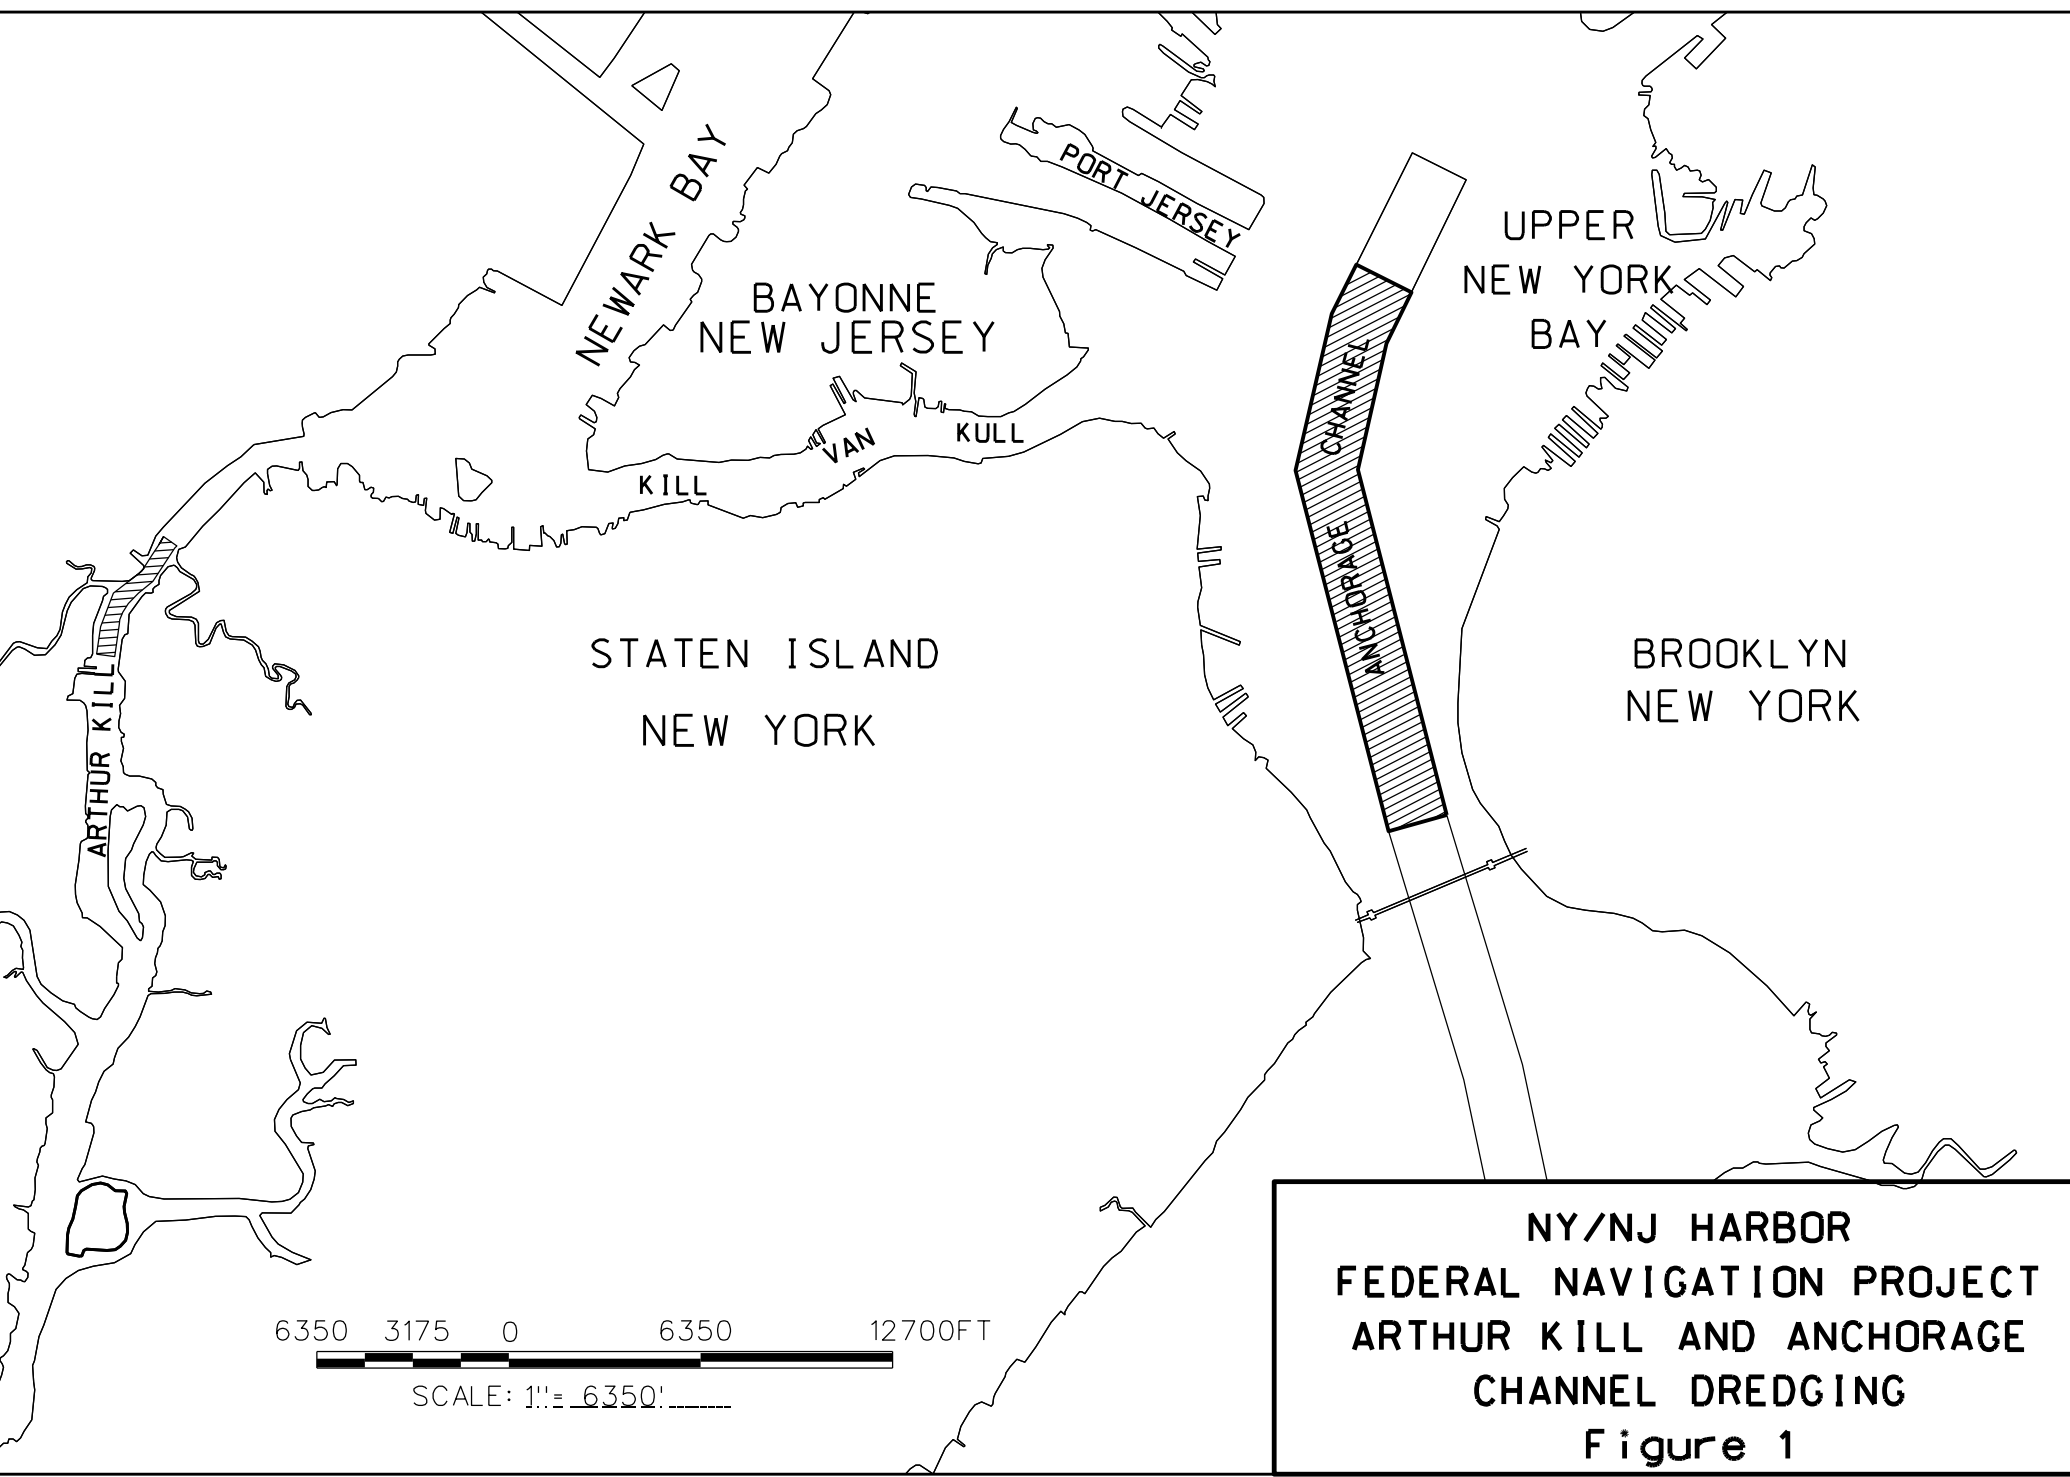 NEWARK BAY
PORT JERSEY
UPPER
NEW YORK
BAY
BAYONNE
NEW JERSEY
KILL VAN KULL
ANCHORAGE CHANNEL
ARTHUR KILL
STATEN ISLAND
NEW YORK
BROOKLYN
NEW YORK
6350 3175 0 6350 12700FT
SCALE: 1"= 6350'
NY/NJ HARBOR
FEDERAL NAVIGATION PROJECT
ARTHUR KILL AND ANCHORAGE
CHANNEL DREDGING
Figure 1